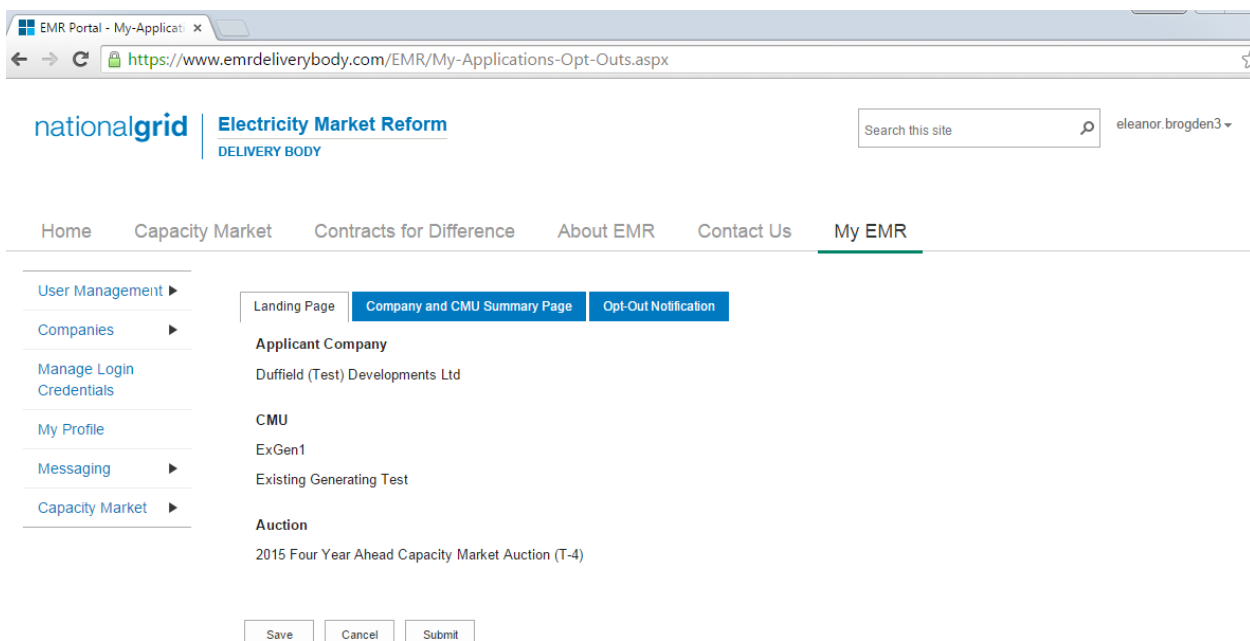 EMR Portal - My-Applicati
https://www.emrdeliverybody.com/EMR/My-Applications-Opt-Outs.aspx
nationalgrid
Electricity Market Reform
DELIVERY BODY
Search this site
eleanor.brogden3
Home Capacity Market Contracts for Difference About EMR Contact Us My EMR
User Management
Companies
Manage Login
Credentials
My Profile
Messaging
Capacity Market
Landing Page Company and CMU Summary Page Opt-Out Notification
Applicant Company
Duffield (Test) Developments Ltd
CMU
ExGen1
Existing Generating Test
Auction
2015 Four Year Ahead Capacity Market Auction (T-4)
Save Cancel Submit